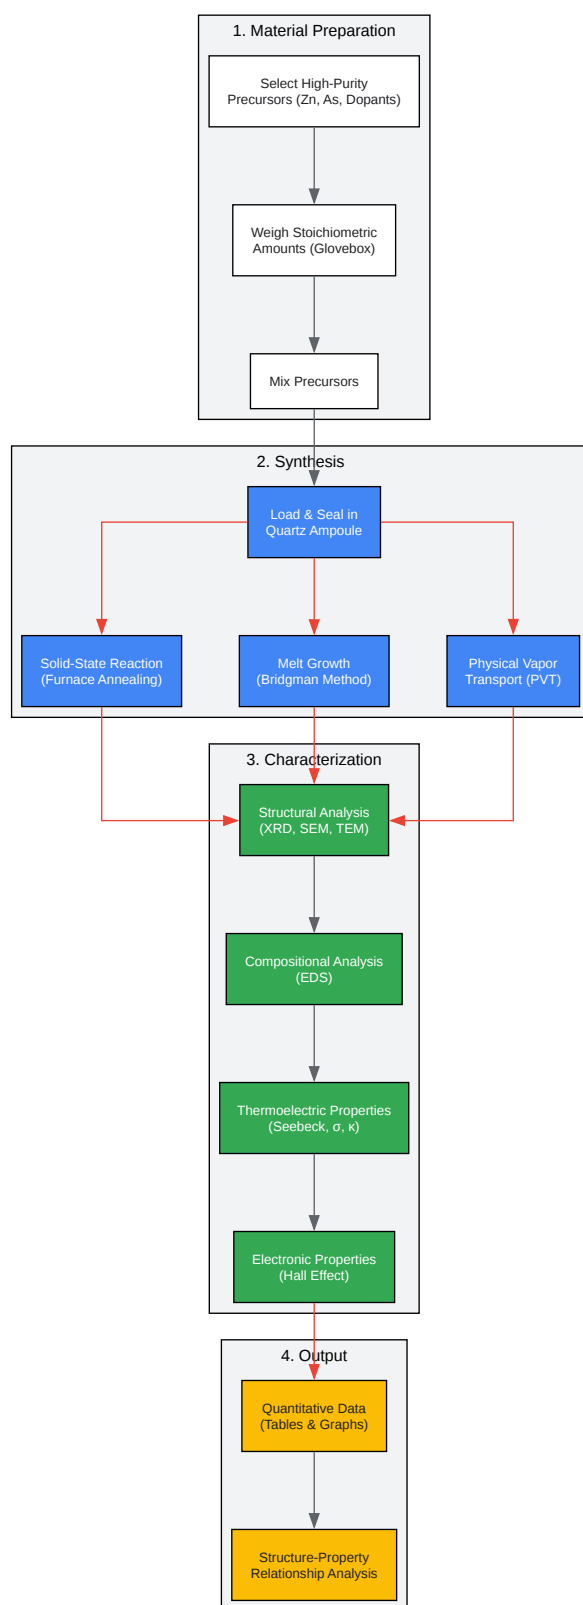 1. Material Preparation
Select High-Purity
Precursors (Zn, As, Dopants)
Weigh Stoichiometric
Amounts (Glovebox)
Mix Precursors
2. Synthesis
Load & Seal in
Quartz Ampoule
Solid-State Reaction
(Furnace Annealing)
Melt Growth
(Bridgman Method)
Physical Vapor
Transport (PVT)
3. Characterization
Structural Analysis
(XRD, SEM, TEM)
Compositional Analysis
(EDS)
Thermoelectric Properties
(Seebeck, σ, κ)
Electronic Properties
(Hall Effect)
4. Output
Quantitative Data
(Tables & Graphs)
Structure-Property
Relationship Analysis